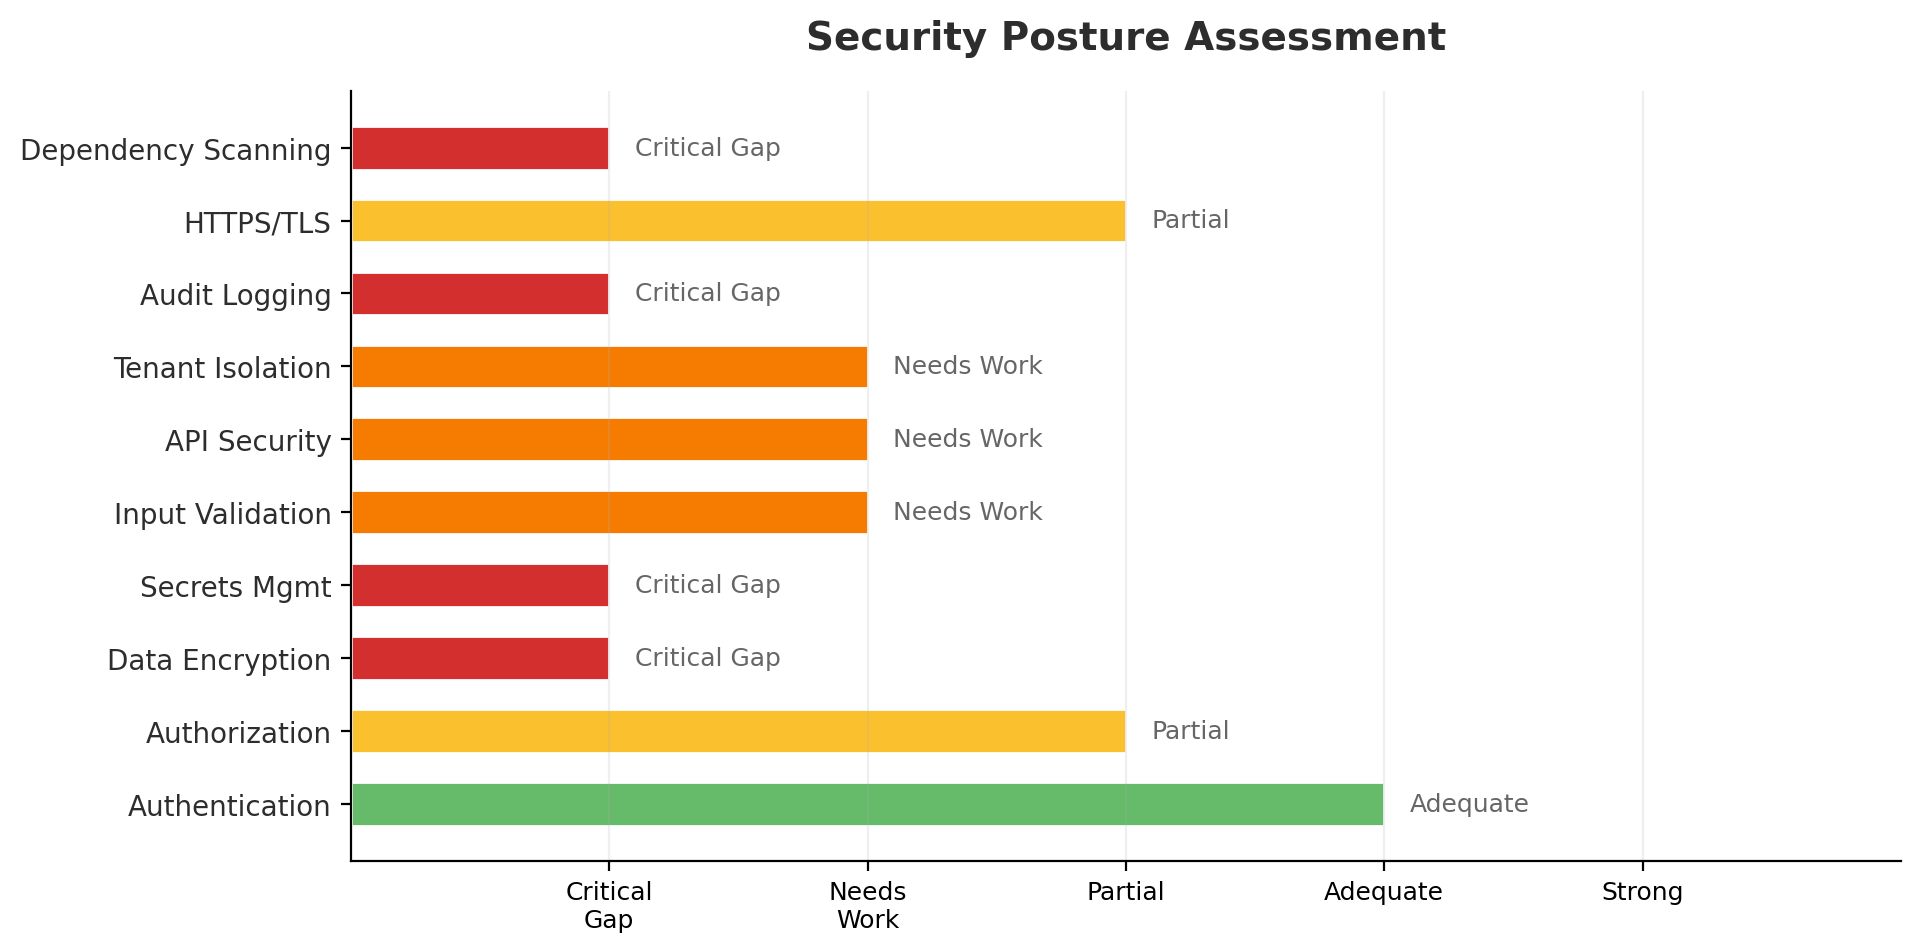 Security Posture Assessment
Dependency Scanning Critical Gap
HTTPS/TLS Partial
Audit Logging Critical Gap
Tenant Isolation Needs Work
API Security Needs Work
Input Validation Needs Work
Secrets Mgmt Critical Gap
Data Encryption Critical Gap
Authorization Partial
Authentication Adequate
Critical Needs Partial Adequate Strong
Gap Work